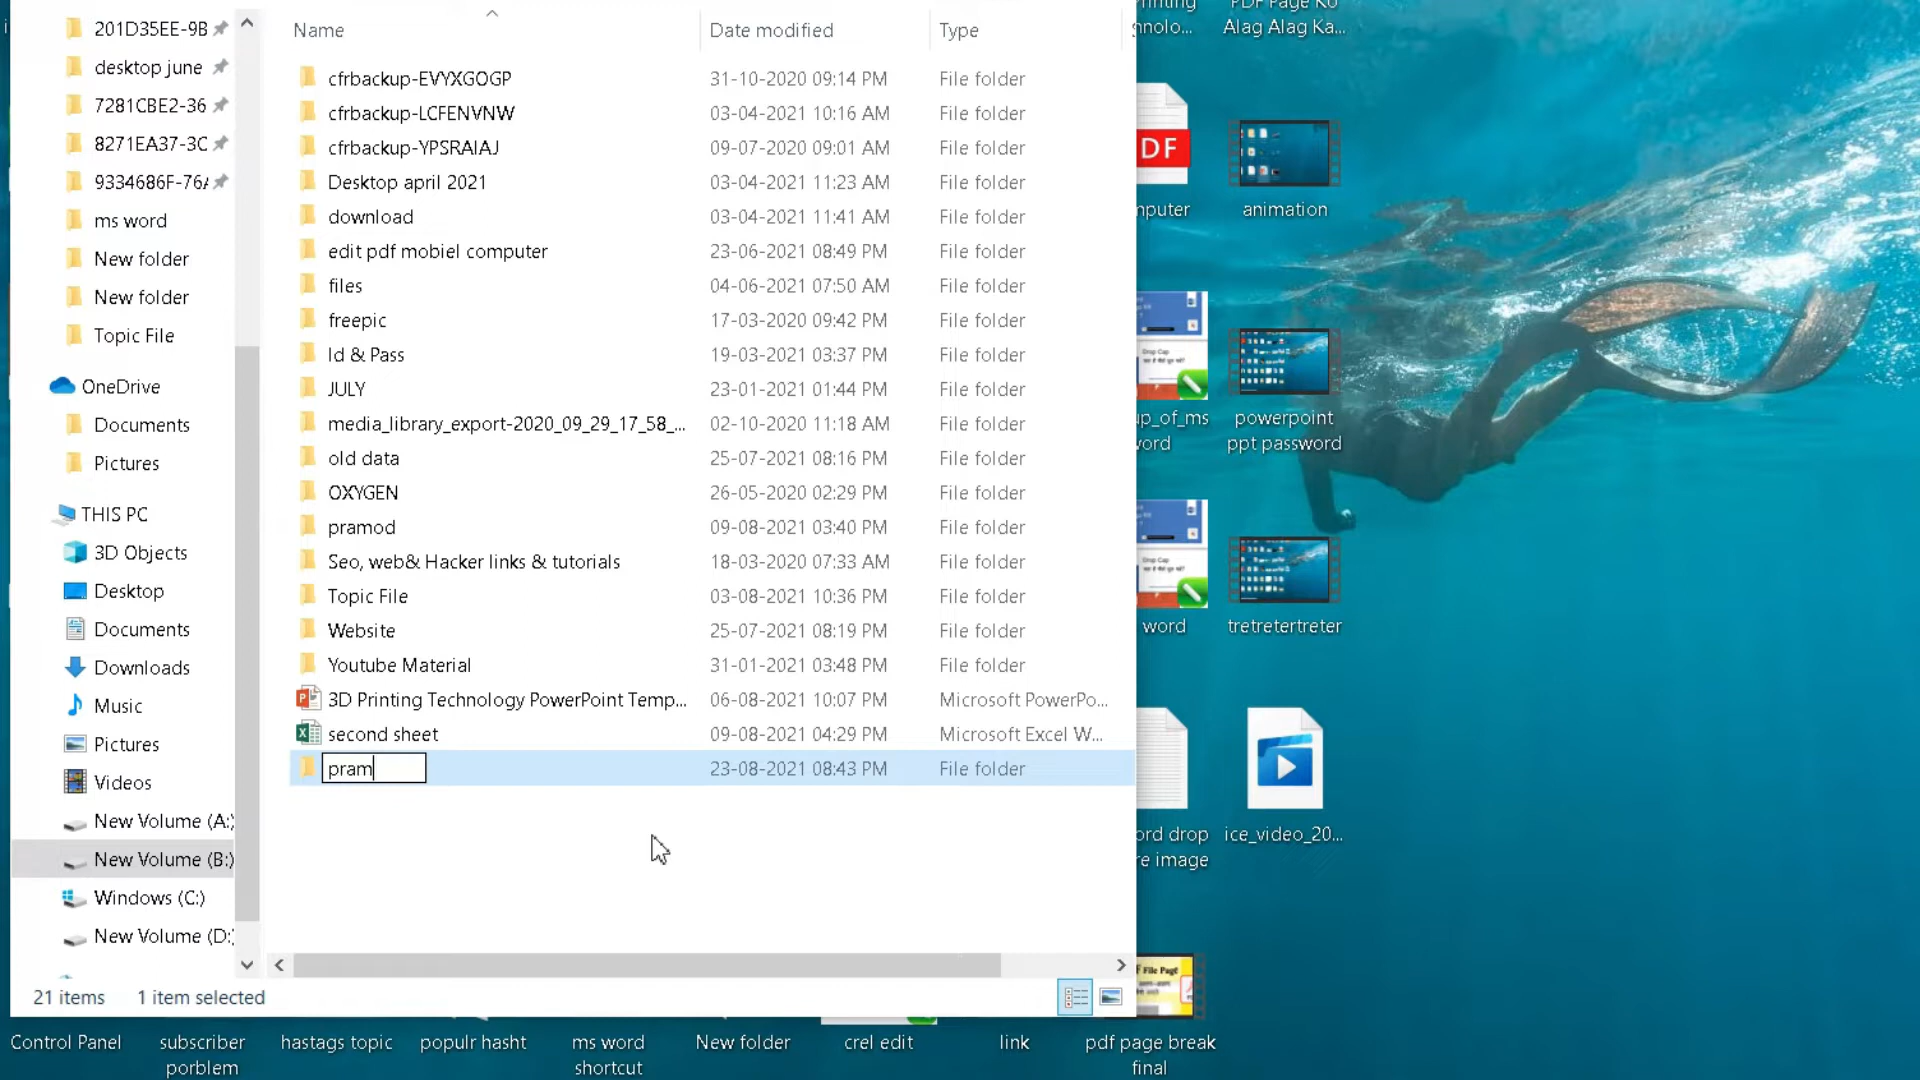 201D35EE-9B
desktop june
7281CBE2-36
8271EA37-3C
9334686F-76
ms word
New folder
New folder
Topic File
OneDrive
Documents
Pictures
THIS PC
3D Objects
Desktop
Documents
Downloads
Music
Pictures
Videos
New Volume (A:)
New Volume (B:)
Windows (C:)
New Volume (D:)
Name Date modified Type
cfrbackup-EVYXGOGP 31-10-2020 09:14 PM File folder
cfrbackup-LCFENVNW 03-04-2021 10:16 AM File folder
cfrbackup-YPSRAIAJ 09-07-2020 09:01 AM File folder
Desktop april 2021 03-04-2021 11:23 AM File folder
download 03-04-2021 11:41 AM File folder
edit pdf mobiel computer 23-06-2021 08:49 PM File folder
files 04-06-2021 07:50 AM File folder
freepic 17-03-2020 09:42 PM File folder
Id & Pass 19-03-2021 03:37 PM File folder
JULY 23-01-2021 01:44 PM File folder
media_library_export-2020_09_29_17_58_... 02-10-2020 11:18 AM File folder
old data 25-07-2021 08:16 PM File folder
OXYGEN 26-05-2020 02:29 PM File folder
pramod 09-08-2021 03:40 PM File folder
Seo, web& Hacker links & tutorials 18-03-2020 07:33 AM File folder
Topic File 03-08-2021 10:36 PM File folder
Website 25-07-2021 08:19 PM File folder
Youtube Material 31-01-2021 03:48 PM File folder
3D Printing Technology PowerPoint Temp... 06-08-2021 10:07 PM Microsoft PowerPo...
second sheet 09-08-2021 04:29 PM Microsoft Excel W...
pram 23-08-2021 08:43 PM File folder
21 items 1 item selected
nolo...
PDF Page Ko
Alag Alag Ka...
DF
nputer
animation
up_of_ms
word
powerpoint
ppt password
word
tretretertreter
ord drop
re image
ice_video_20...
F File Page
Control Panel
subscriber
porblem
hastags topic
populr hasht
ms word
shortcut
New folder
crel edit
link
pdf page break
final